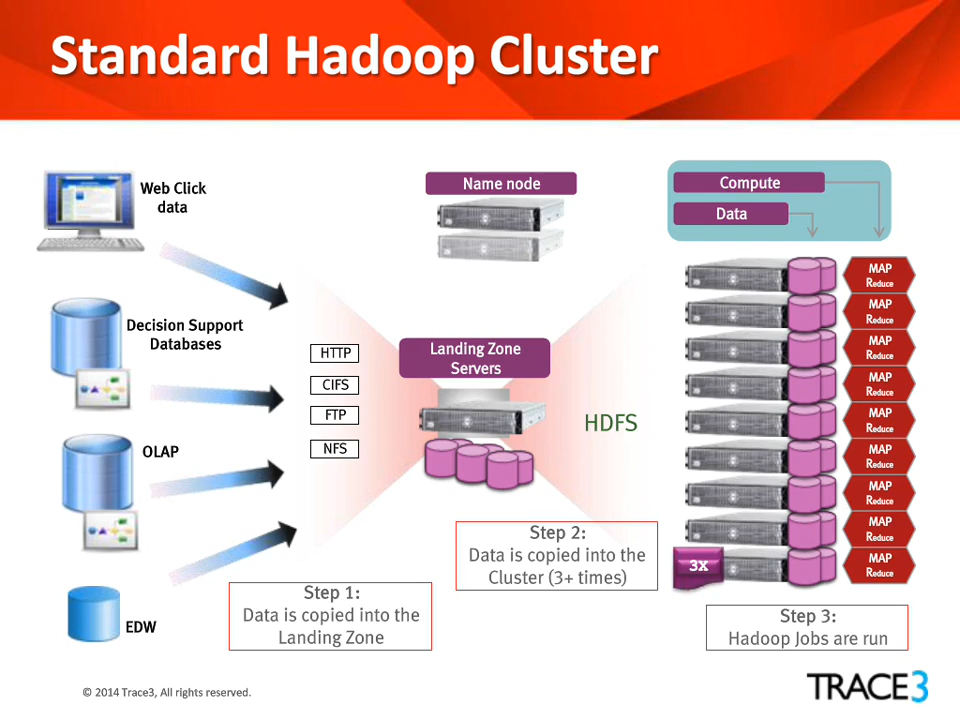 Standard Hadoop Cluster
Web Click
data
Name node
Compute
Data
Decision Support
Databases
HTTP
CIFS
FTP
NFS
Landing Zone
Servers
HDFS
OLAP
EDW
MAP
Reduce
MAP
Reduce
MAP
Reduce
MAP
Reduce
MAP
Reduce
MAP
Reduce
MAP
Reduce
MAP
Reduce
MAP
Reduce
3X
Step 1:
Data is copied into the
Landing Zone
Step 2:
Data is copied into the
Cluster (3+ times)
Step 3:
Hadoop Jobs are run
© 2014 Trace3, All rights reserved.
TRACE3